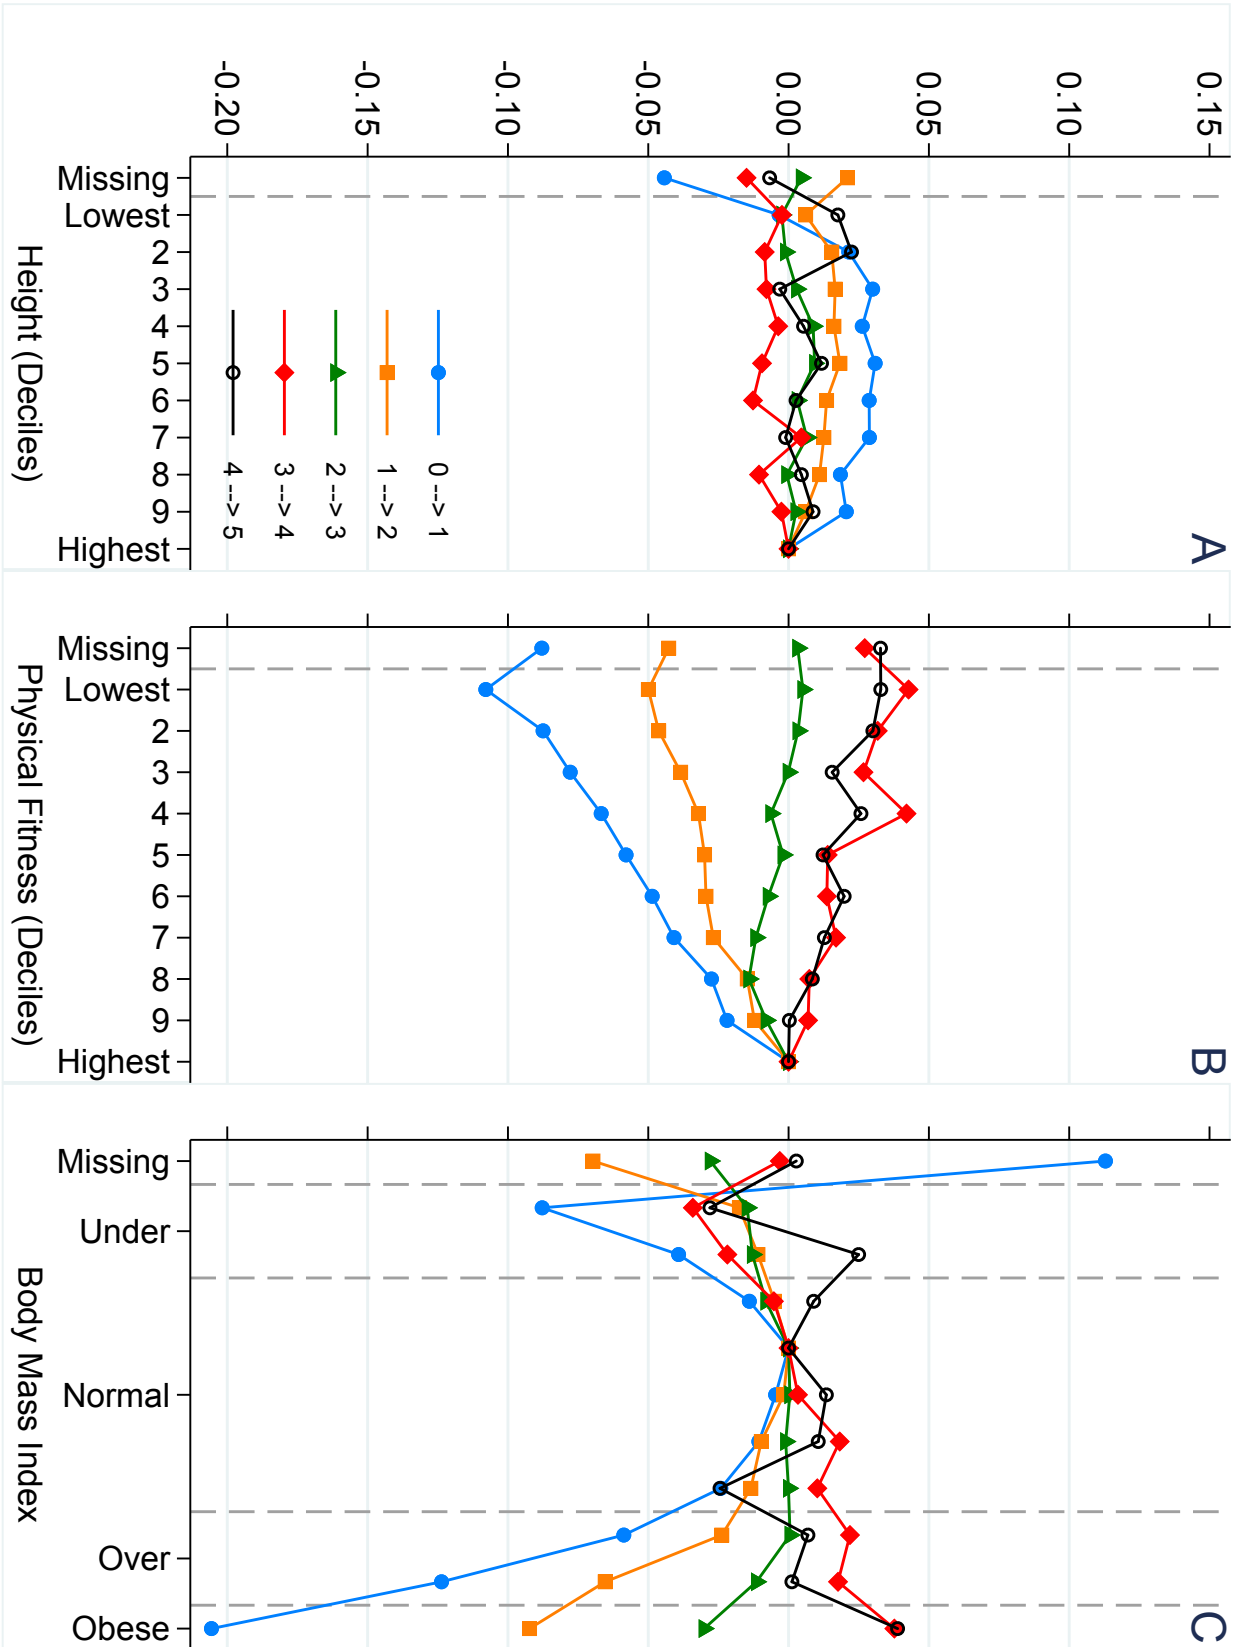 A
0.15
0.10
0.05
-0.00
-0.05
-0.10
-0.15
-0.20
Missing
Lowest
2
3
4
5
6
7
8
9
Highest
Height (Deciles)
0 --> 1
1 --> 2
2 --> 3
3 --> 4
4 --> 5
B
Missing
Lowest
2
3
4
5
6
7
8
9
Highest
Physical Fitness (Deciles)
C
Missing
Under
Normal
Over
Obese
Body Mass Index